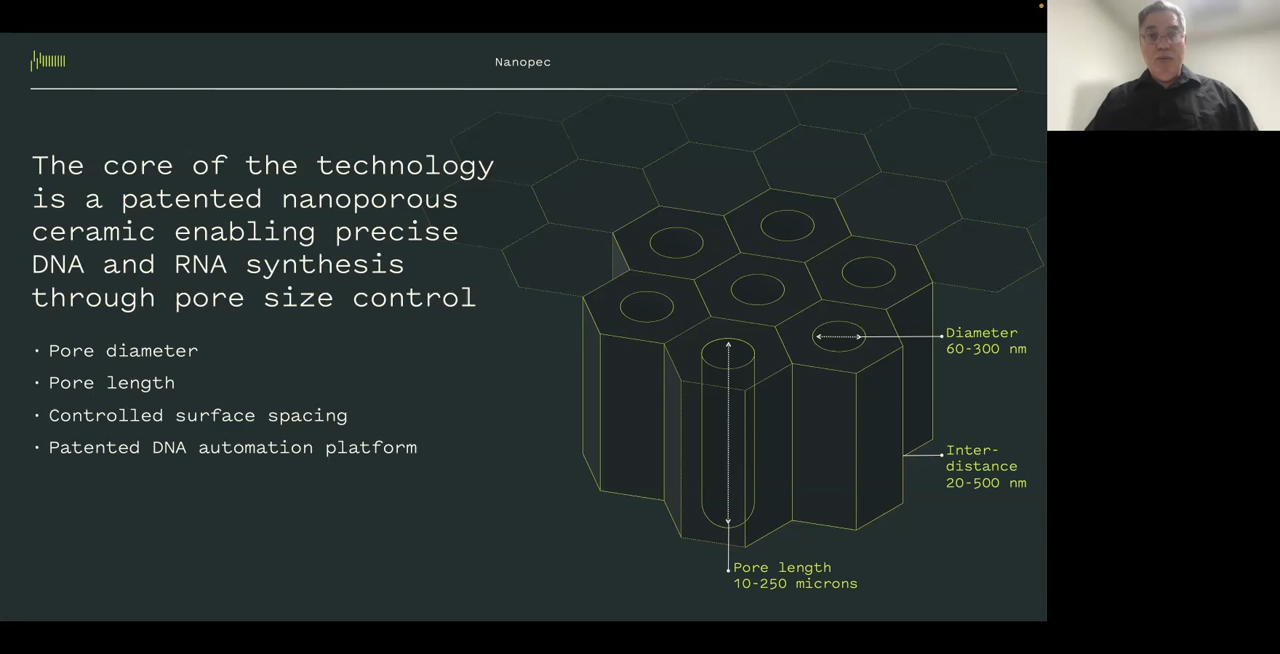 Nanopec
The core of the technology
is a patented nanoporous
ceramic enabling precise
DNA and RNA synthesis
through pore size control
· Pore diameter
· Pore length
· Controlled surface spacing
· Patented DNA automation platform
Diameter
60-300 nm
Inter-
distance
20-500 nm
Pore length
10-250 microns